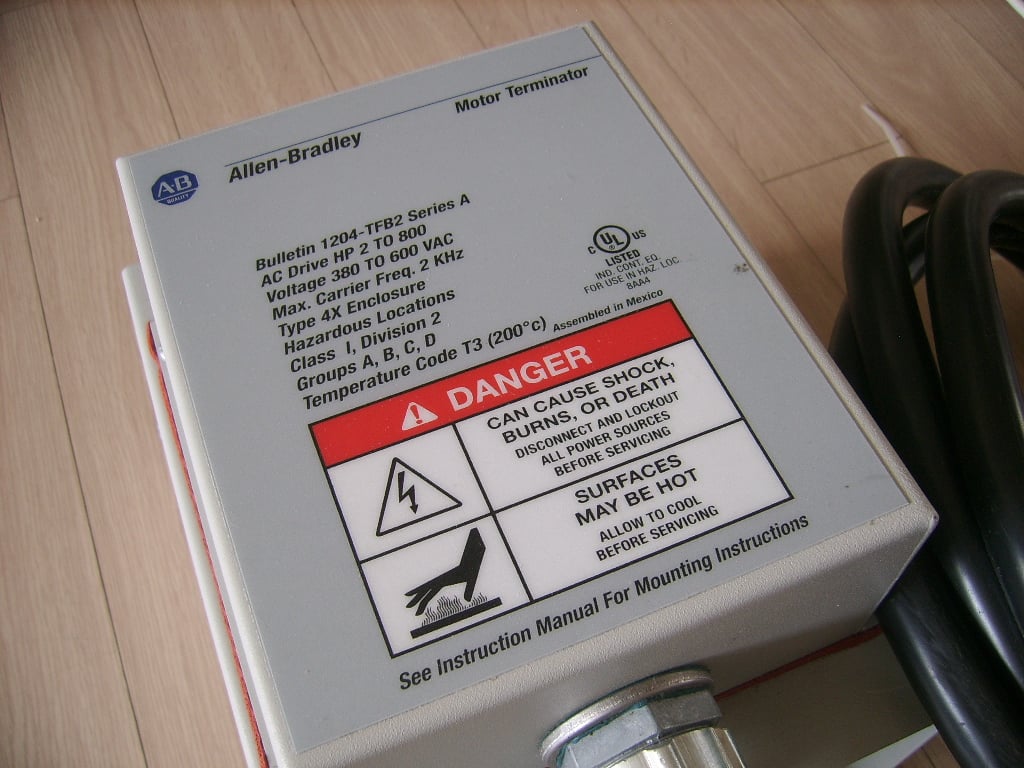 Motor Terminator
Allen-Bradley
A-B
QUALITY
Bulletin 1204-TFB2 Series A
AC Drive HP 2 TO 800
Voltage 380 TO 600 VAC
Max. Carrier Freq. 2 KHz
Type 4X Enclosure
Hazardous Locations
Class I, Division 2
Groups A, B, C, D
Temperature Code T3 (200°c)
C UL US
LISTED
IND. CONT. EQ.
FOR USE IN HAZ. LOC.
8AA4
Assembled in Mexico
DANGER
CAN CAUSE SHOCK,
BURNS, OR DEATH
DISCONNECT AND LOCKOUT
ALL POWER SOURCES
BEFORE SERVICING
SURFACES
MAY BE HOT
ALLOW TO COOL
BEFORE SERVICING
See Instruction Manual For Mounting Instructions